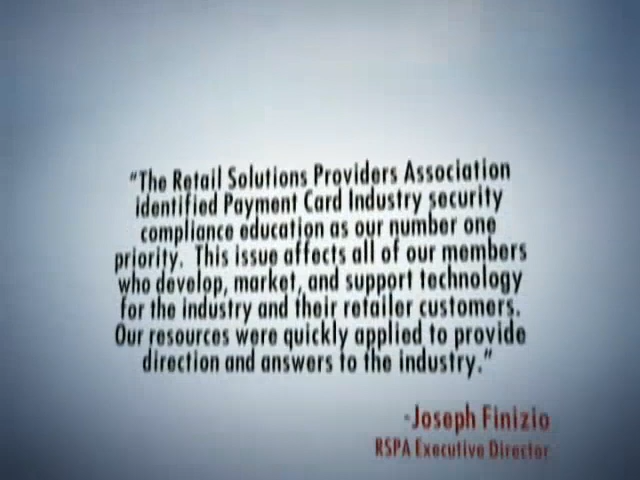 "The Retail Solutions Providers Association
identified Payment Card Industry security
compliance education as our number one
priority. This issue affects all of our members
who develop, market, and support technology
for the industry and their retailer customers.
Our resources were quickly applied to provide
direction and answers to the industry."
-Joseph Finizio
RSPA Executive Director